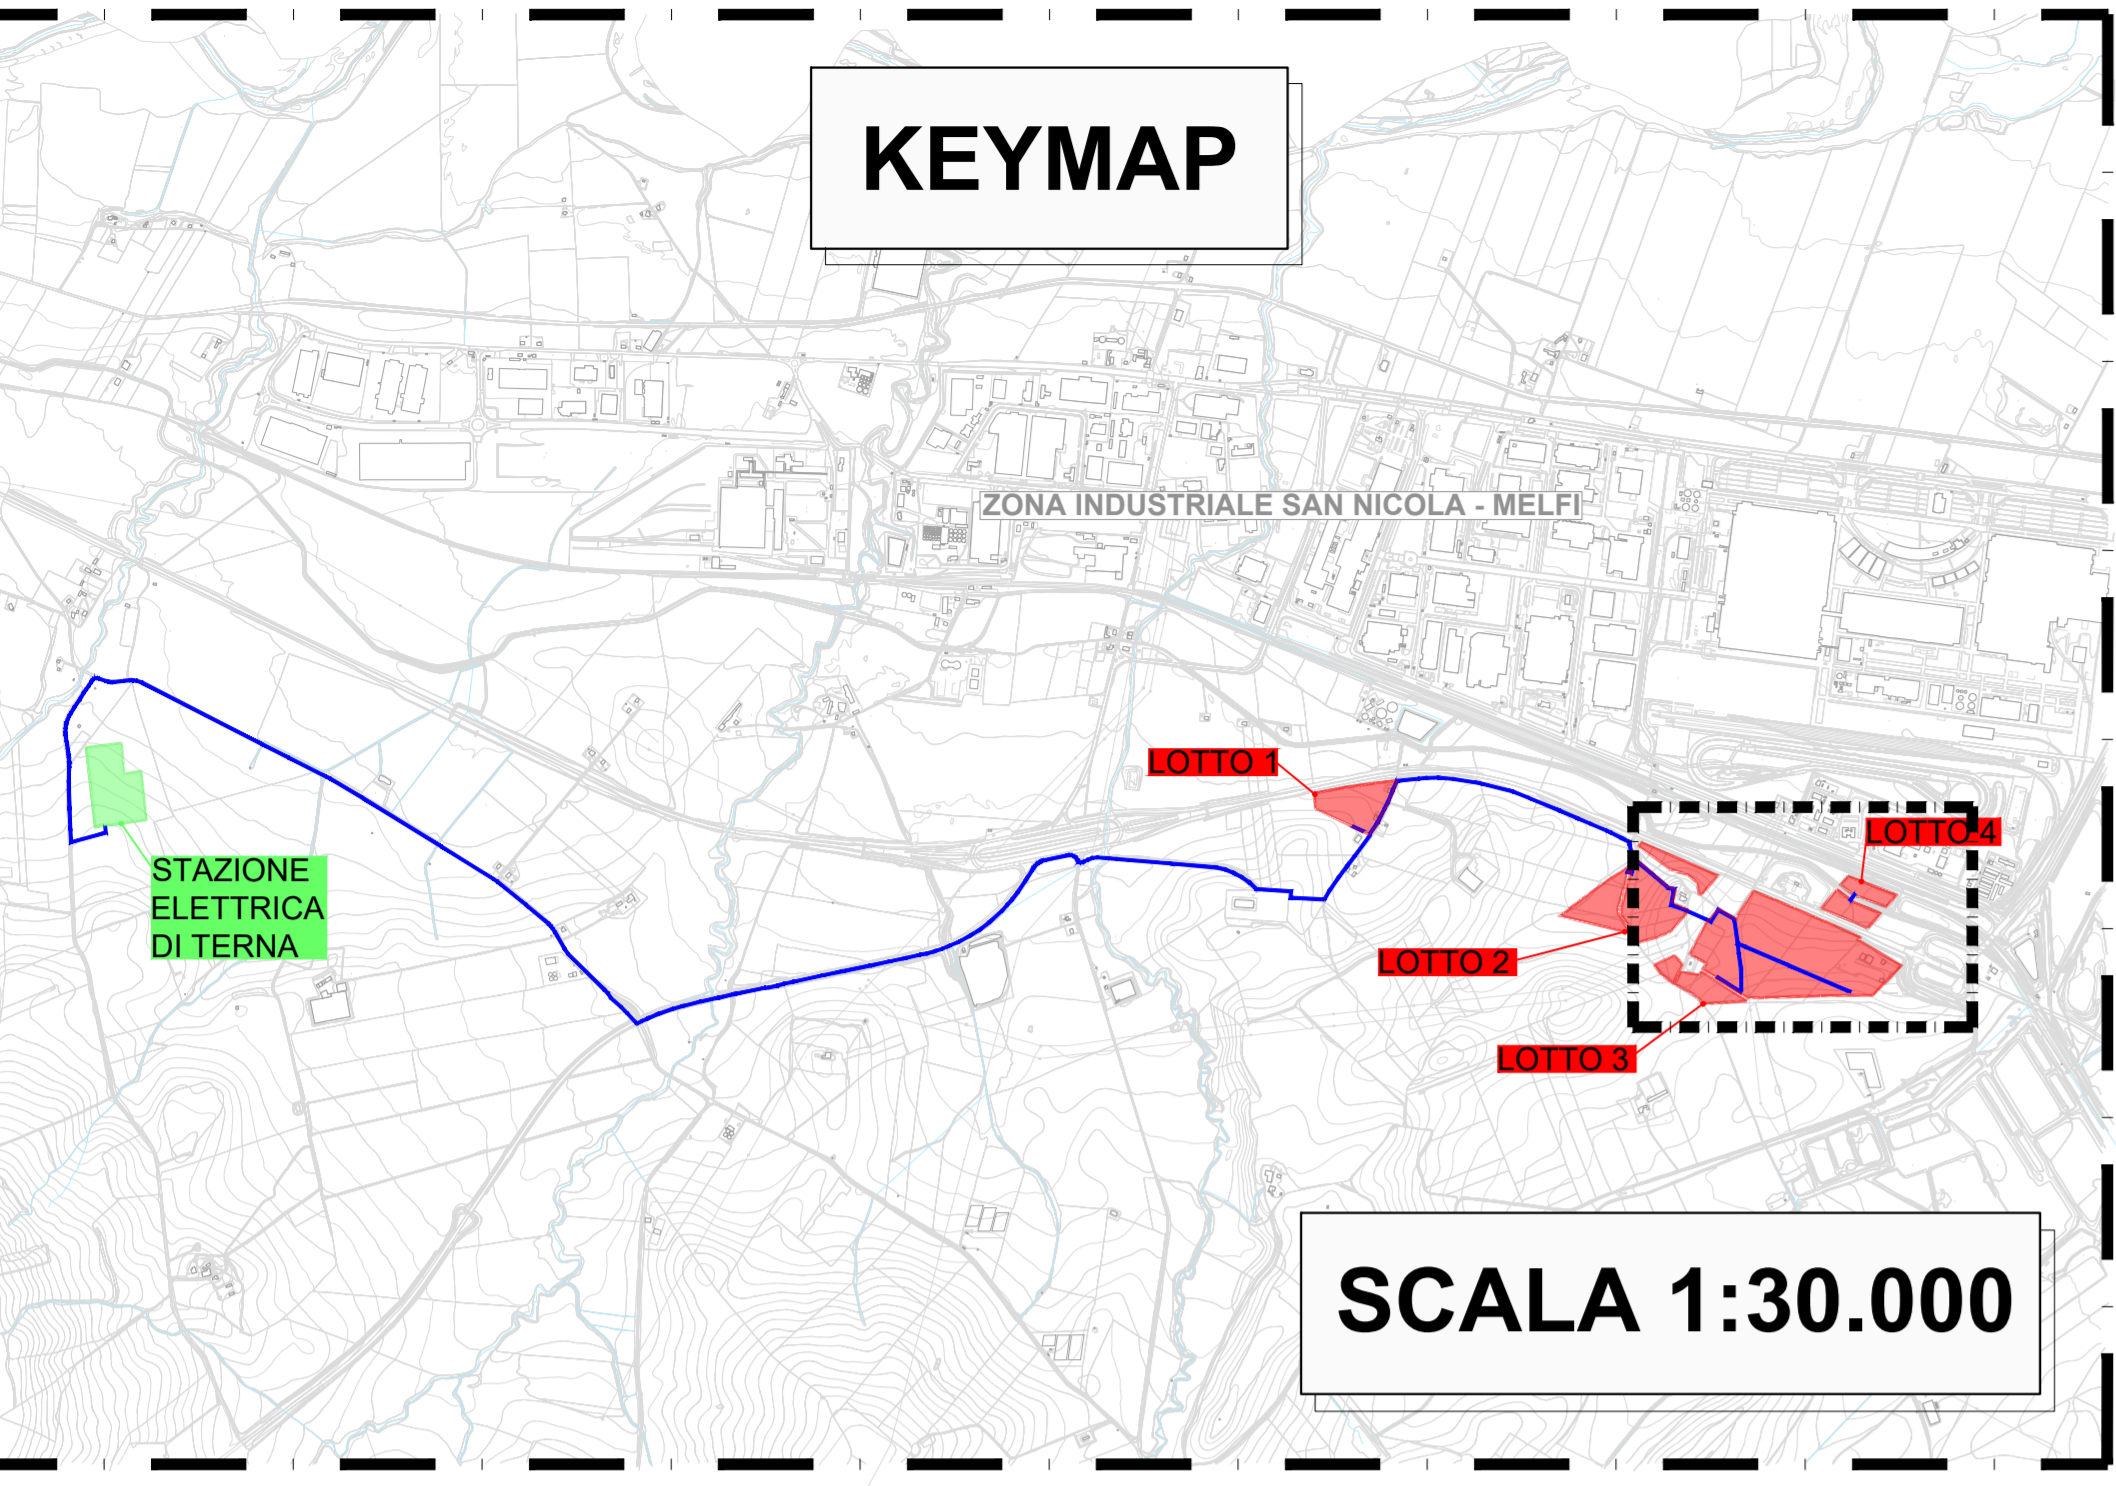 KEYMAP
ZONA INDUSTRIALE SAN NICOLA - MELFI
LOTTO 1
LOTTO 4
STAZIONE
ELETTRICA
DI TERNA
LOTTO 2
LOTTO 3
SCALA 1:30.000